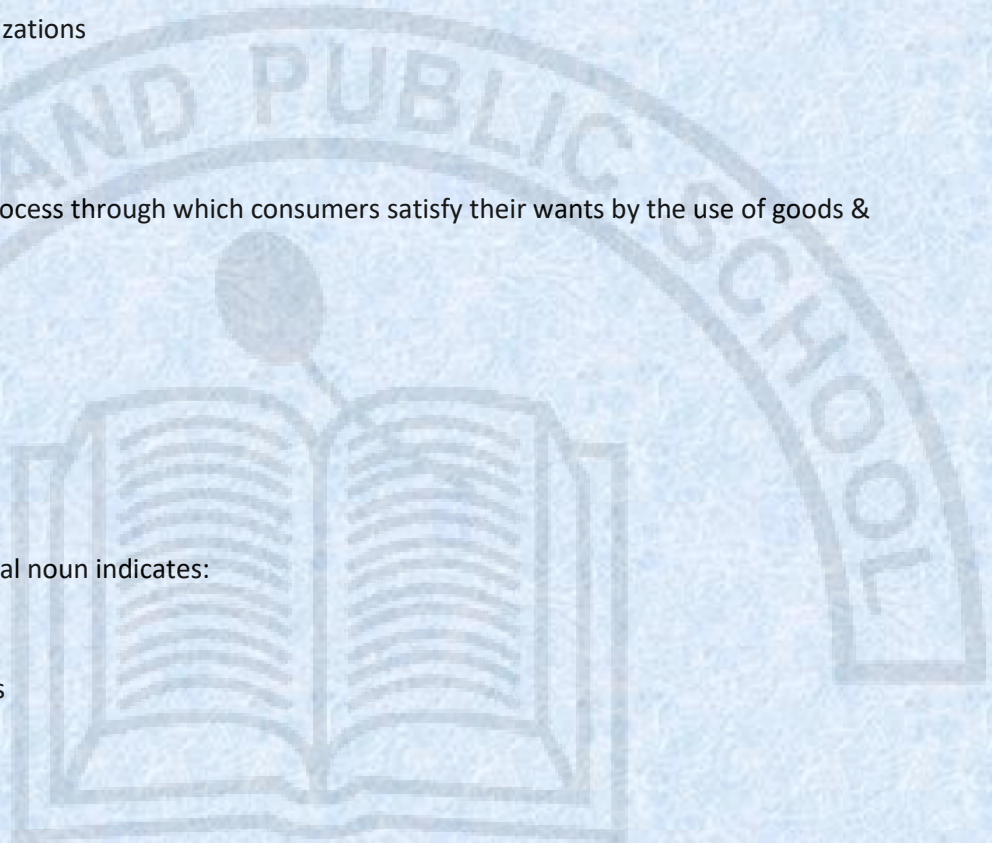 zations
AND PUBLIC SCHOOL
ocess through which consumers satisfy their wants by the use of goods &
al noun indicates:
s